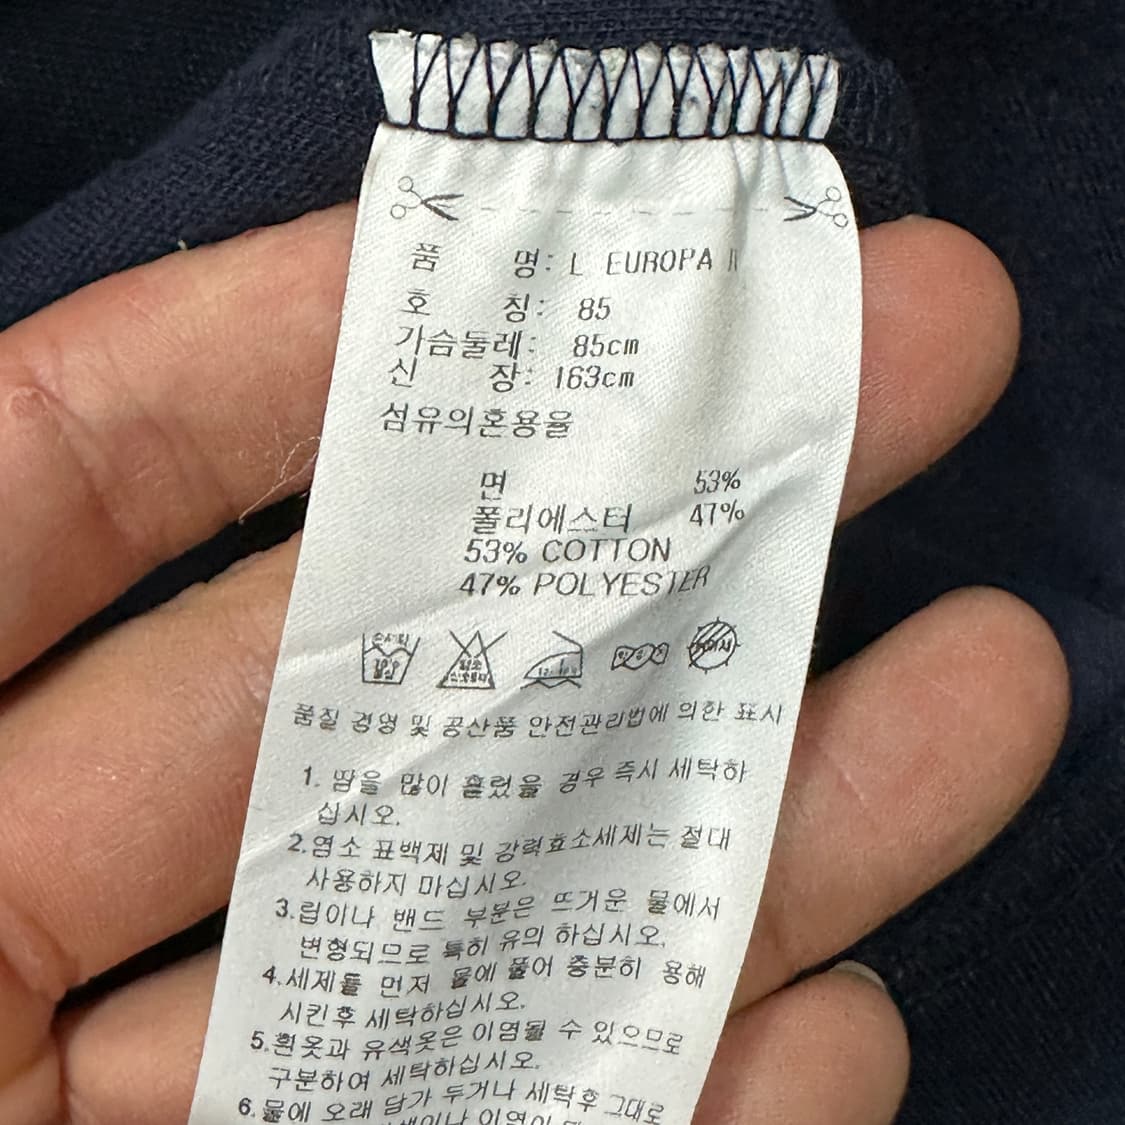 품 명: L EUROPA
호 칭: 85
가슴둘레: 85cm
신 장: 163cm
섬유의혼용율
면 53%
폴리에스터 47%
53% COTTON
47% POLYESTER
품질 경영 및 공산품 안전관리법에 의한 표시
1. 땀을 많이 흘렸을 경우 즉시 세탁하
십시오.
2.염소 표백제 및 강력효소세제는 절대
사용하지 마십시오.
3.립이나 밴드 부분은 뜨거운 물에서
변형되므로 특히 유의 하십시오.
4.세제를 먼저 물에 풀어 충분히 용해
시킨후 세탁하십시오.
5.흰옷과 유색옷은 이염될 수 있으므로
구분하여 세탁하십시오.
6.물에 오래 담가 두거나 세탁후 그대로